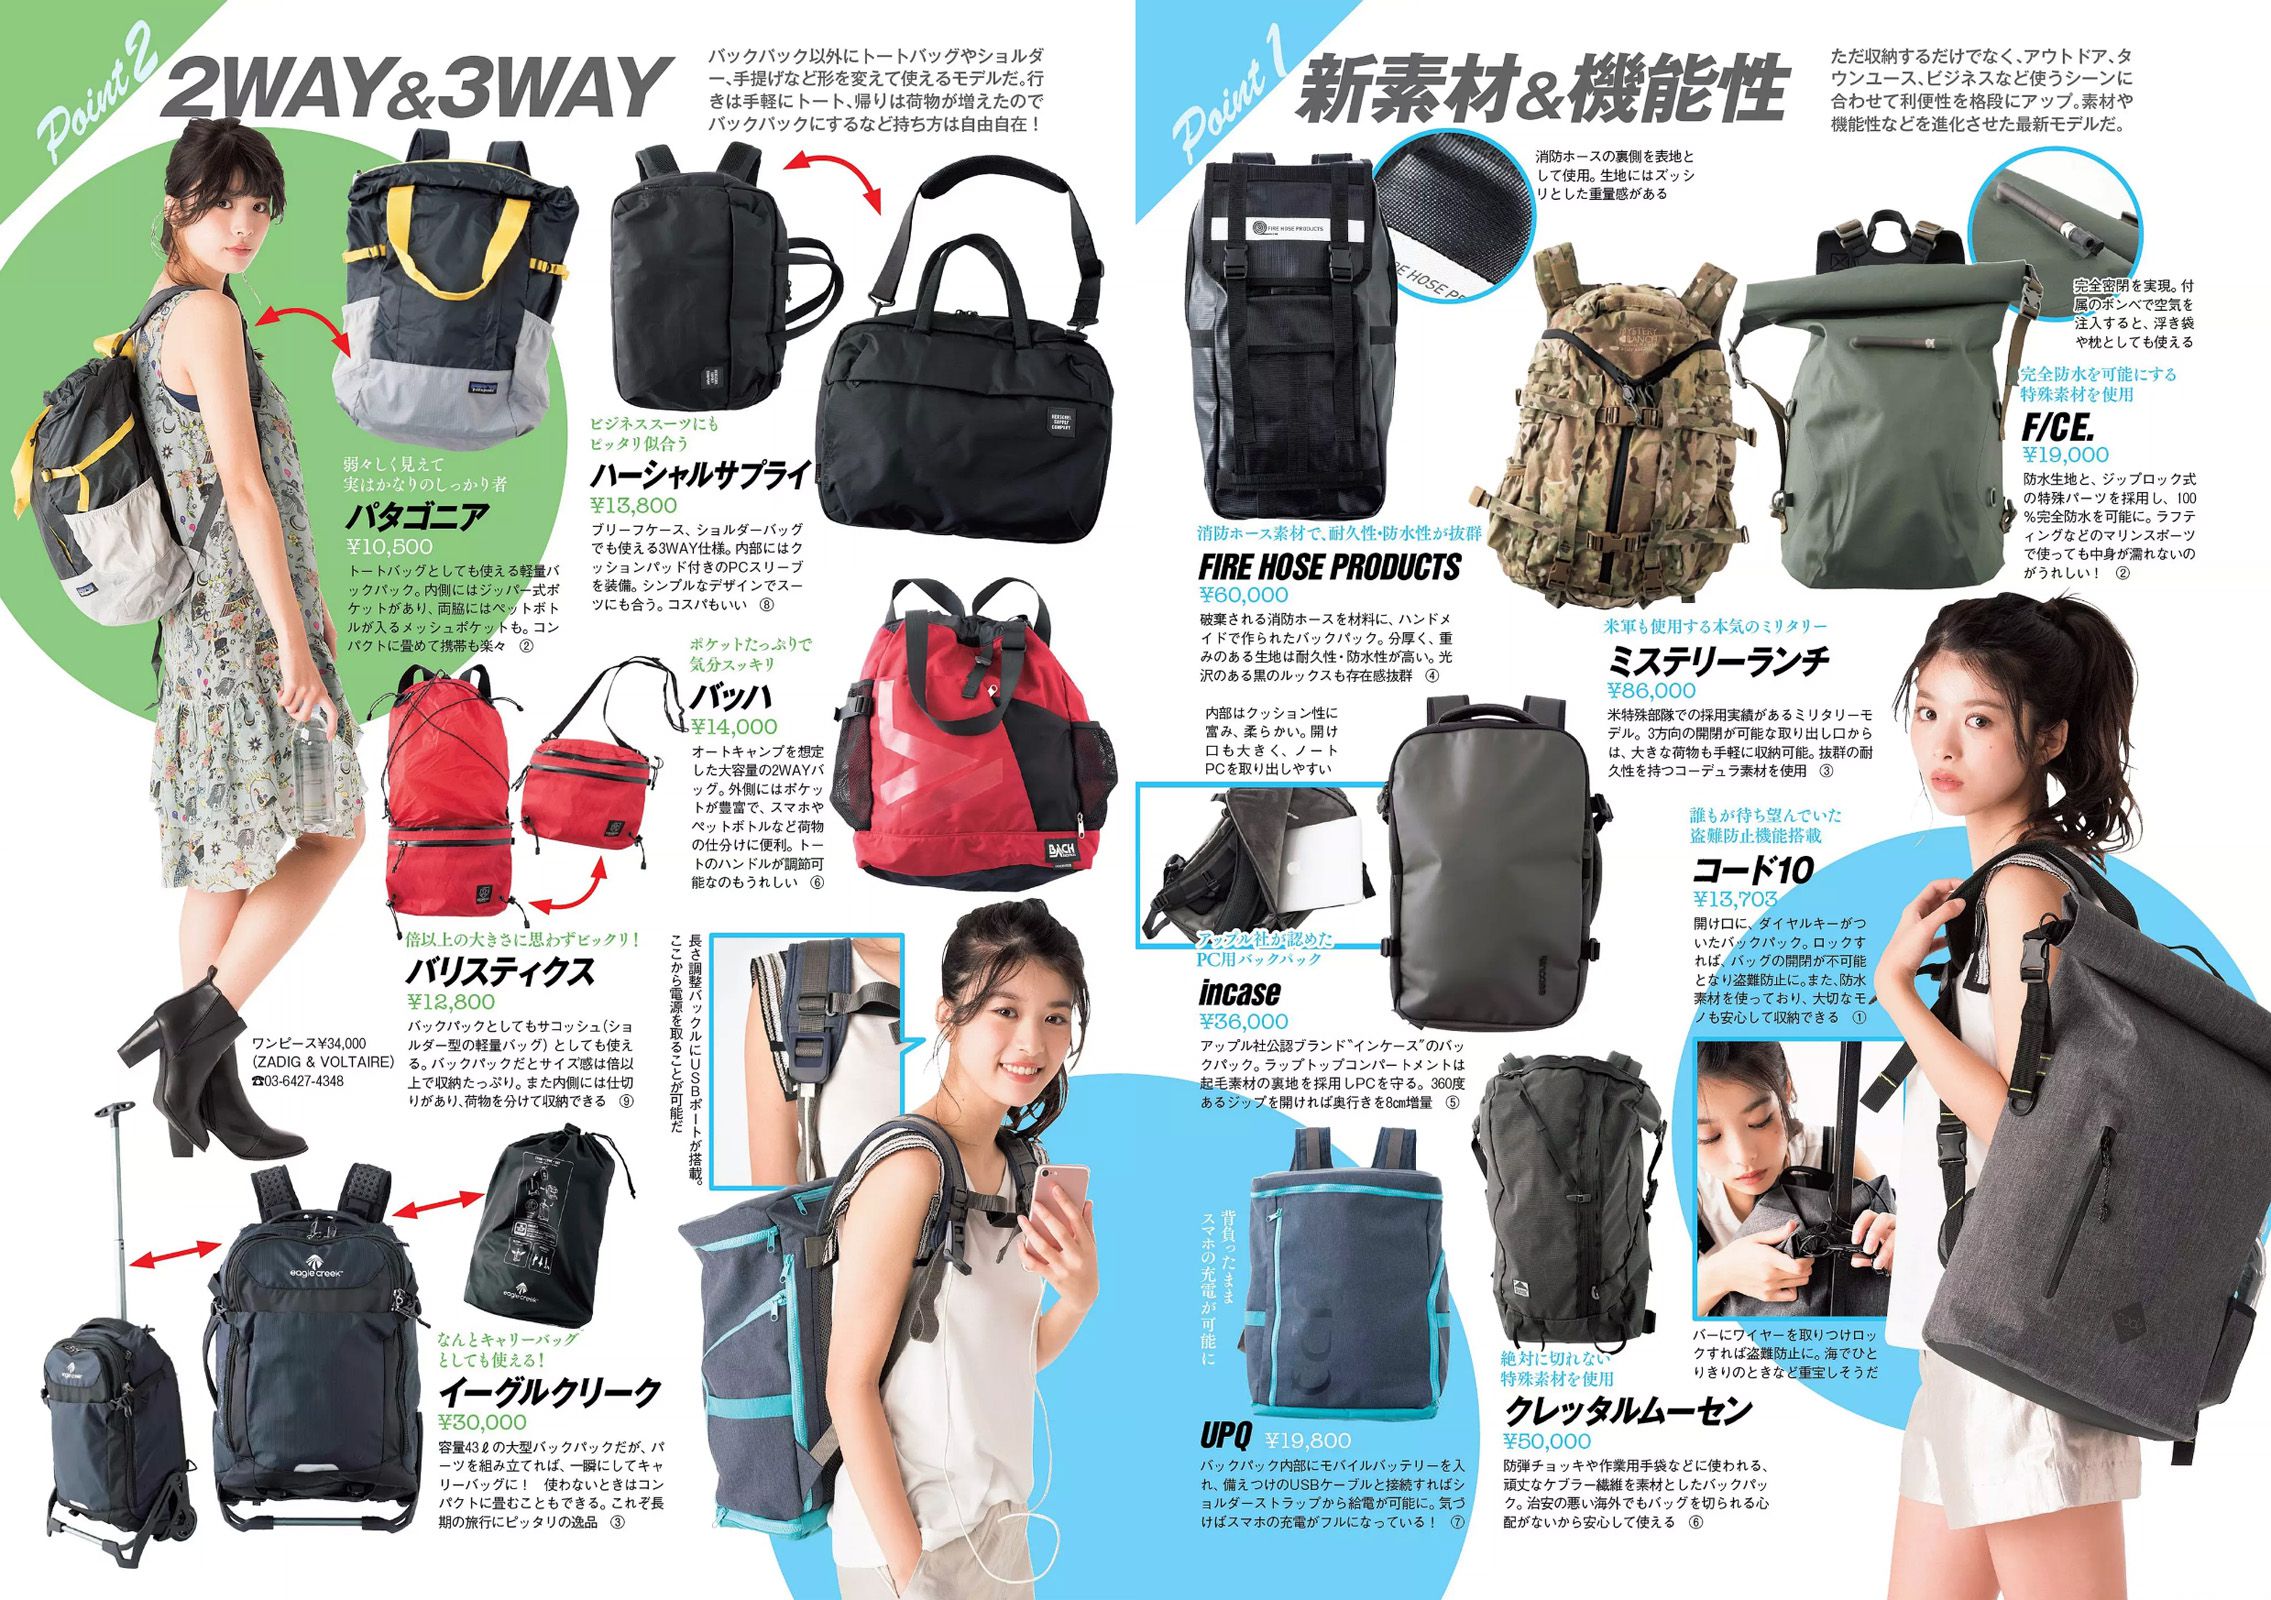 Point 1
新素材&機能性
ただ収納するだけでなく、アウトドア、タ
ウンユース、ビジネスなど使うシーンに
合わせて利便性を格段にアップ。素材や
機能性などを進化させた最新モデルだ。
消防ホースの裏側を表地と
して使用。生地にはズッシ
リとした重量感がある
FIRE HOSE PRODUCTS
消防ホース素材で、耐久性・防水性が抜群
FIRE HOSE PRODUCTS
¥60,000
破棄される消防ホースを材料に、ハンドメ
イドで作られたバックパック。分厚く、重
みのある生地は耐久性・防水性が高い。光
沢のある黒のルックスも存在感抜群 ④
完全密閉を実現。付
属のボンベで空気を
注入すると、浮き袋
や枕としても使える
完全防水を可能にする
特殊素材を使用
F/CE.
¥19,000
防水生地と、ジップロック式
の特殊パーツを採用し、100
%完全防水を可能に。ラフテ
ィングなどのマリンスポーツ
で使っても中身が濡れないの
がうれしい! ②
MYSTERY
RANCH
米軍も使用する本気のミリタリー
ミステリーランチ
¥86,000
米特殊部隊での採用実績があるミリタリーモ
デル。3方向の開閉が可能な取り出し口から
は、大きな荷物も手軽に収納可能。抜群の耐
久性を持つコーデュラ素材を使用 ③
内部はクッション性に
富み、柔らかい。開け
口も大きく、ノート
PCを取り出しやすい
アップル社が認めた
PC用バックパック
incase
¥36,000
アップル社公認ブランド“インケース”のバッ
クパック。ラップトップコンパートメントは
起毛素材の裏地を採用しPCを守る。360度
あるジップを開ければ奥行きを8cm増量 ⑤
誰もが待ち望んでいた
盗難防止機能搭載
コード10
¥13,703
開け口に、ダイヤルキーがつ
いたバックパック。ロックす
れば、バッグの開閉が不可能
となり盗難防止に。また、防水
素材を使っており、大切なモ
ノも安心して収納できる ①
バーにワイヤーを取りつけロッ
クすれば盗難防止に。海でひと
りきりのときなど重宝しそうだ
背負ったまま
スマホの充電が可能に
UPQ ¥19,800
バックパック内部にモバイルバッテリーを入
れ、備えつけのUSBケーブルと接続すればシ
ョルダーストラップから給電が可能に。気づ
けばスマホの充電がフルになっている! ⑦
絶対に切れない
特殊素材を使用
クレッタルムーセン
¥50,000
防弾チョッキや作業用手袋などに使われる、
頑丈なケブラー繊維を素材としたバックパッ
ク。治安の悪い海外でもバッグを切られる心
配がないから安心して使える ⑥
Point 2
2WAY&3WAY
バックパック以外にトートバッグやショルダ
ー、手提げなど形を変えて使えるモデルだ。行
きは手軽にトート、帰りは荷物が増えたので
バックパックにするなど持ち方は自由自在!
patagonia
弱々しく見えて
実はかなりのしっかり者
パタゴニア
¥10,500
トートバッグとしても使える軽量バ
ックパック。内側にはジッパー式ポ
ケットがあり、両脇にはペットボト
ルが入るメッシュポケットも。コン
パクトに畳めて携帯も楽々 ②
HERSCHEL
SUPPLY
COMPANY
ビジネススーツにも
ピッタリ似合う
ハーシャルサプライ
¥13,800
ブリーフケース、ショルダーバッグ
でも使える3WAY仕様。内部にはク
ッションパッド付きのPCスリーブ
を装備。シンプルなデザインでスー
ツにも合う。コスパもいい ⑧
BACH
ポケットたっぷりで
気分スッキリ
バッハ
¥14,000
オートキャンプを想定
した大容量の2WAYバ
ッグ。外側にはポケッ
トが豊富で、スマホや
ペットボトルなど荷物
の仕分けに便利。トー
トのハンドルが調節可
能なのもうれしい ⑥
倍以上の大きさに思わずビックリ!
バリスティクス
¥12,800
バックパックとしてもサコッシュ(ショ
ルダー型の軽量バッグ)としても使え
る。バックパックだとサイズ感は倍以
上で収納たっぷり。また内側には仕切
りがあり、荷物を分けて収納できる ⑨
長さ調整バックルにUSBポートが搭載。
ここから電源を取ることが可能だ
ワンピース¥34,000
(ZADIG & VOLTAIRE)
☎03-6427-4348
eagle creek
なんとキャリーバッグ
としても使える!
イーグルクリーク
¥30,000
容量43ℓの大型バックパックだが、パ
ーツを組み立てれば、一瞬にしてキャ
リーバッグに! 使わないときはコン
パクトに畳むこともできる。これぞ長
期の旅行にピッタリの逸品 ③